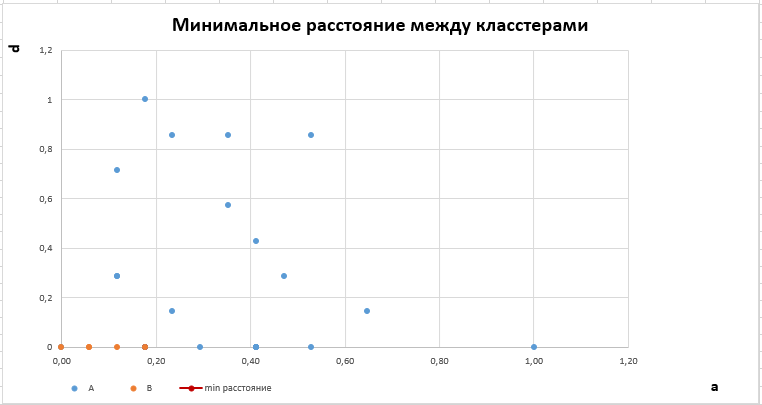 Минимальное расстояние между класстерами
d
1,2
1
0,8
0,6
0,4
0,2
0
0,00 0,20 0,40 0,60 0,80 1,00 1,20
a
A B min расстояние